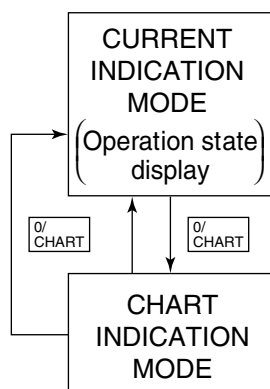 CURRENT
INDICATION
MODE
(Operation state
display)
0/
CHART
0/
CHART
CHART
INDICATION
MODE